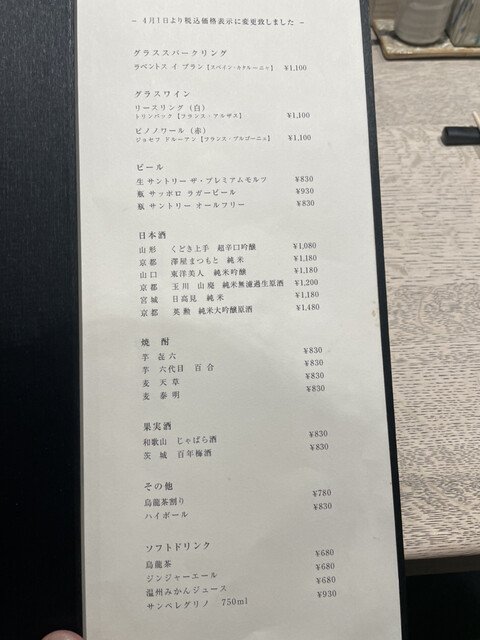 － 4月1日より税込価格表示に変更致しました －
グラススパークリング
ラベントス イ ブラン【スペイン・カタルーニャ】 ¥1,100
グラスワイン
リースリング（白）
トリンバック【フランス・アルザス】 ¥1,100
ピノノワール（赤）
ジョセフ ドルーアン【フランス・ブルゴーニュ】 ¥1,100
ビール
生 サントリー ザ・プレミアムモルツ ¥830
瓶 サッポロ ラガービール ¥930
瓶 サントリー オールフリー ¥830
日本酒
山形 くどき上手 超辛口吟醸 ¥1,080
京都 澤屋まつもと 純米 ¥1,180
山口 東洋美人 純米吟醸 ¥1,180
京都 玉川 山廃 純米無濾過生原酒 ¥1,200
宮城 日高見 純米 ¥1,180
京都 英勲 純米大吟醸原酒 ¥1,480
焼酎
芋 㐂六 ¥830
芋 六代目 百合 ¥830
麦 天草 ¥830
麦 泰明 ¥830
果実酒
和歌山 じゃばら酒 ¥830
茨城 百年梅酒 ¥830
その他
烏龍茶割り ¥780
ハイボール ¥830
ソフトドリンク
烏龍茶 ¥680
ジンジャーエール ¥680
温州みかんジュース ¥680
サンペレグリノ 750ml ¥930